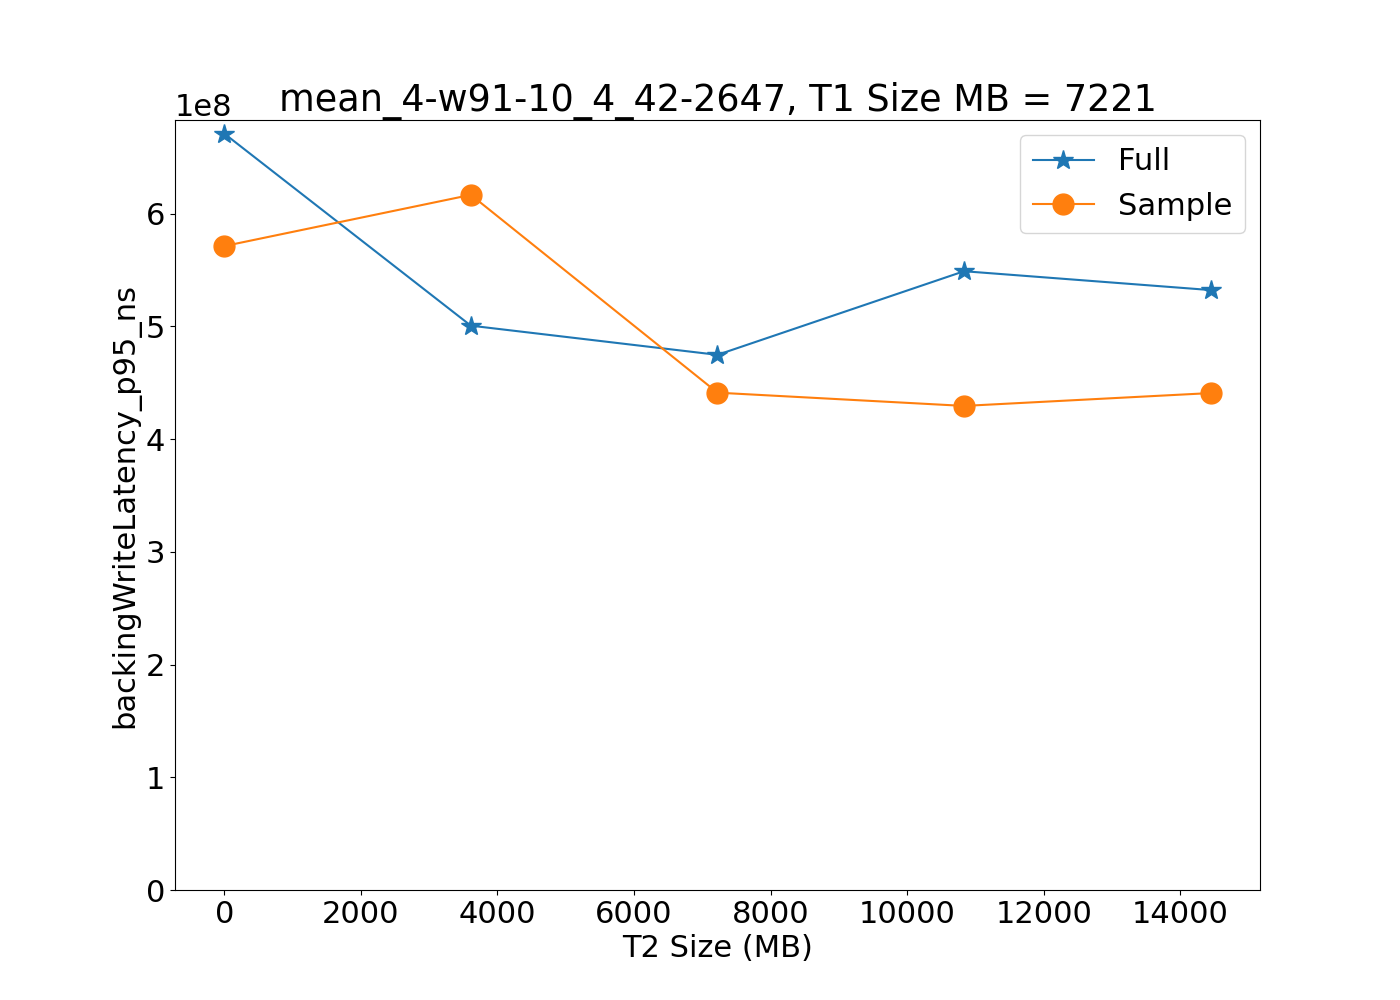 1e8
mean_4-w91-10_4_42-2647, T1 Size MB = 7221
Full
Sample
backingWriteLatency_p95_ns
6
5
4
3
2
1
0
0 2000 4000 6000 8000 10000 12000 14000
T2 Size (MB)